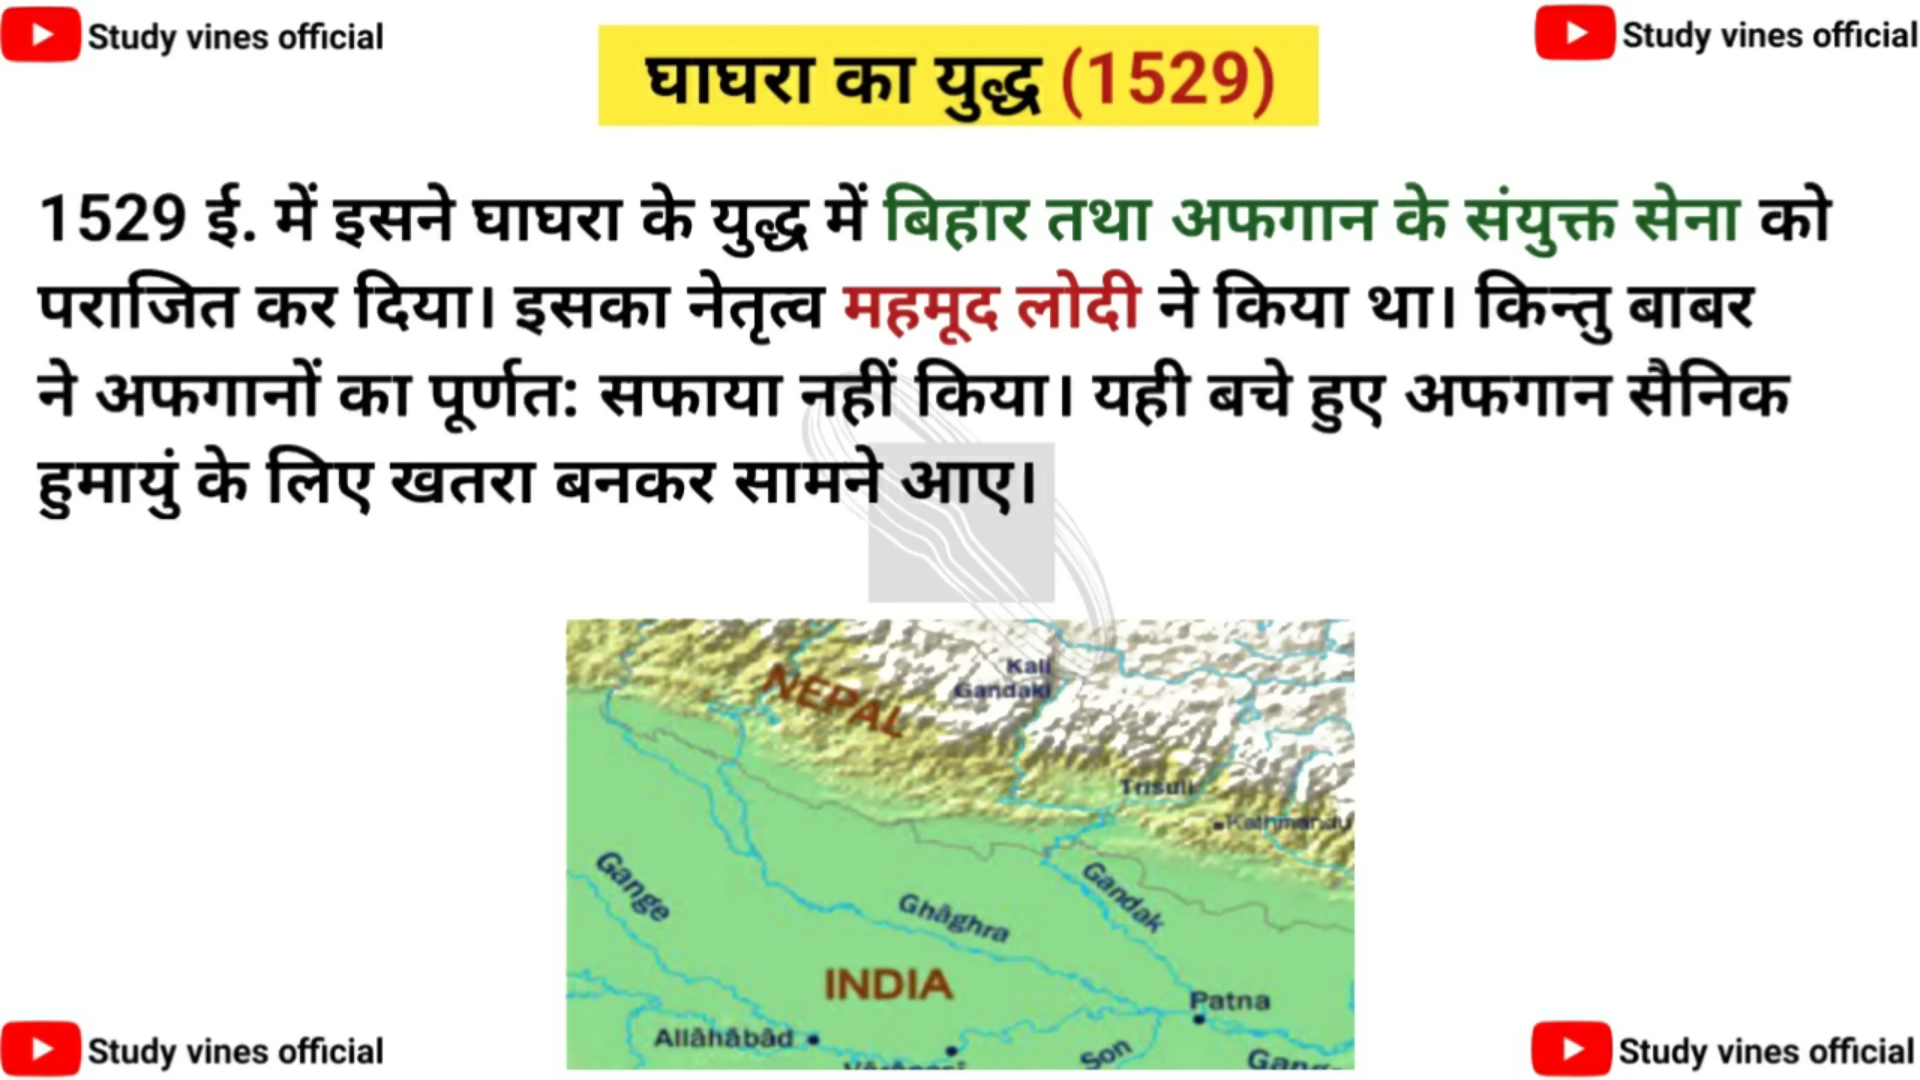 Study vines official
Study vines official
घाघरा का युद्ध (1529)
1529 ई. में इसने घाघरा के युद्ध में बिहार तथा अफगान के संयुक्त सेना को
पराजित कर दिया। इसका नेतृत्व महमूद लोदी ने किया था। किन्तु बाबर
ने अफगानों का पूर्णत: सफाया नहीं किया। यही बचे हुए अफगान सैनिक
हुमायुं के लिए खतरा बनकर सामने आए।
NEPAL
Kali
Gandaki
Trisuli
Kathmandu
Gange
Ghâghra
Gandak
INDIA
Patna
Allâhâbâd
Son
Study vines official
Study vines official